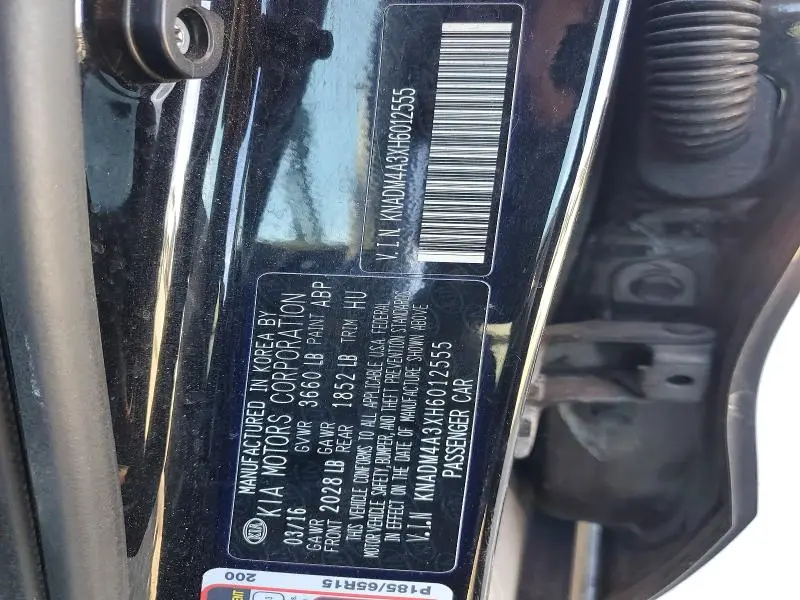 V.I.N KNADM4A3XH6012555
MANUFACTURED IN KOREA BY
KIA KIA MOTORS CORPORATION
03/16 GVWR 3660 LB PAINT ABP
GAWR FRONT 2028 LB GAWR REAR 1852 LB TRIM HU
THIS VEHICLE CONFORMS TO ALL APPLICABLE U.S.A. FEDERAL
MOTOR VEHICLE SAFETY, BUMPER, AND THEFT PREVENTION STANDARDS
IN EFFECT ON THE DATE OF MANUFACTURE SHOWN ABOVE
V.I.N KNADM4A3XH6012555
PASSENGER CAR
P185/65R15
200